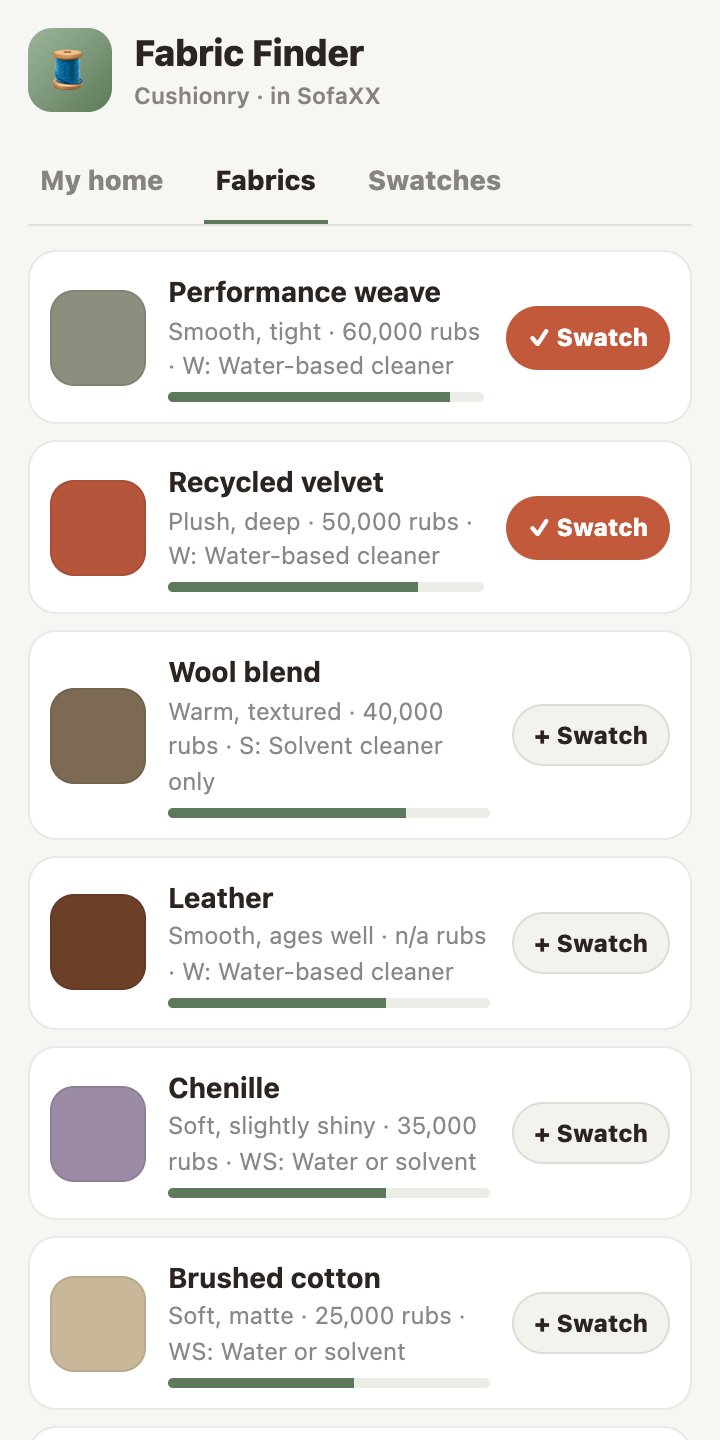 Fabric Finder
Cushionry · in SofaXX
My home
Fabrics
Swatches
Performance weave
Smooth, tight · 60,000 rubs
· W: Water-based cleaner
✓ Swatch
Recycled velvet
Plush, deep · 50,000 rubs ·
W: Water-based cleaner
✓ Swatch
Wool blend
Warm, textured · 40,000
rubs · S: Solvent cleaner
only
+ Swatch
Leather
Smooth, ages well · n/a rubs
· W: Water-based cleaner
+ Swatch
Chenille
Soft, slightly shiny · 35,000
rubs · WS: Water or solvent
+ Swatch
Brushed cotton
Soft, matte · 25,000 rubs ·
WS: Water or solvent
+ Swatch